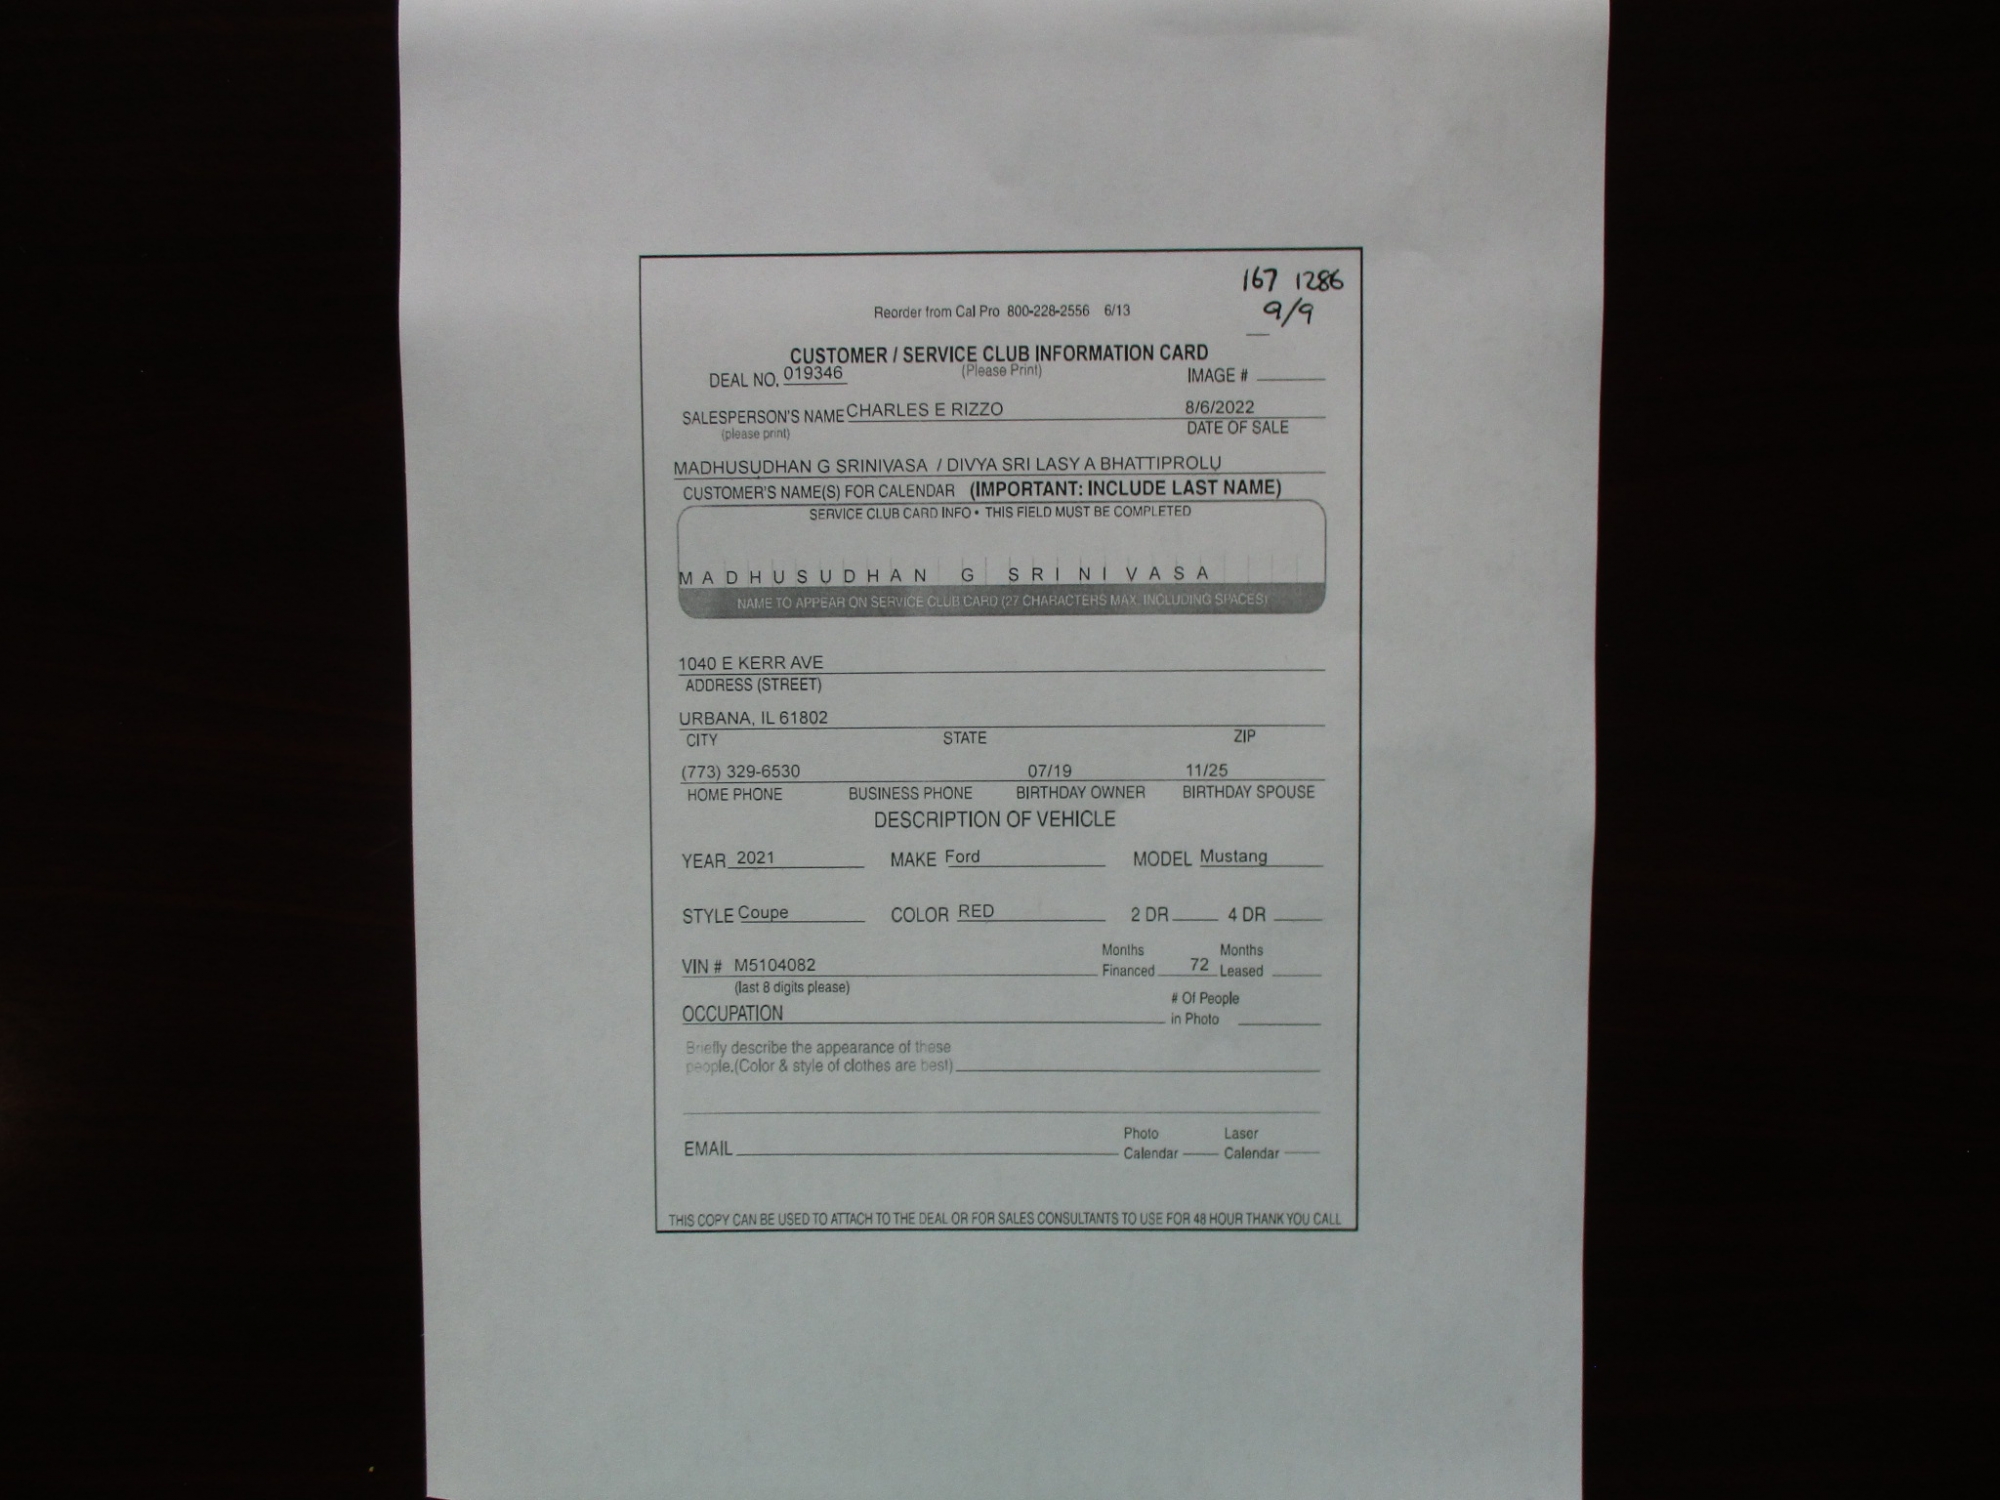 167 1286
9/9
Reorder from Cal Pro 800-228-2556 6/13
CUSTOMER / SERVICE CLUB INFORMATION CARD
DEAL NO. 019346 (Please Print) IMAGE #
SALESPERSON'S NAME CHARLES E RIZZO 8/6/2022
(please print) DATE OF SALE
MADHUSUDHAN G SRINIVASA / DIVYA SRI LASY A BHATTIPROLU
CUSTOMER'S NAME(S) FOR CALENDAR (IMPORTANT: INCLUDE LAST NAME)
SERVICE CLUB CARD INFO • THIS FIELD MUST BE COMPLETED
MADHUSUDHAN G SRINIVASA
NAME TO APPEAR ON SERVICE CLUB CARD (27 CHARACTERS MAX. INCLUDING SPACES)
1040 E KERR AVE
ADDRESS (STREET)
URBANA, IL 61802
CITY STATE ZIP
(773) 329-6530 07/19 11/25
HOME PHONE BUSINESS PHONE BIRTHDAY OWNER BIRTHDAY SPOUSE
DESCRIPTION OF VEHICLE
YEAR 2021 MAKE Ford MODEL Mustang
STYLE Coupe COLOR RED 2 DR 4 DR
Months Months
VIN # M5104082 Financed 72 Leased
(last 8 digits please) # Of People
OCCUPATION in Photo
Briefly describe the appearance of these
people.(Color & style of clothes are best)
Photo Laser
EMAIL Calendar Calendar
THIS COPY CAN BE USED TO ATTACH TO THE DEAL OR FOR SALES CONSULTANTS TO USE FOR 48 HOUR THANK YOU CALL